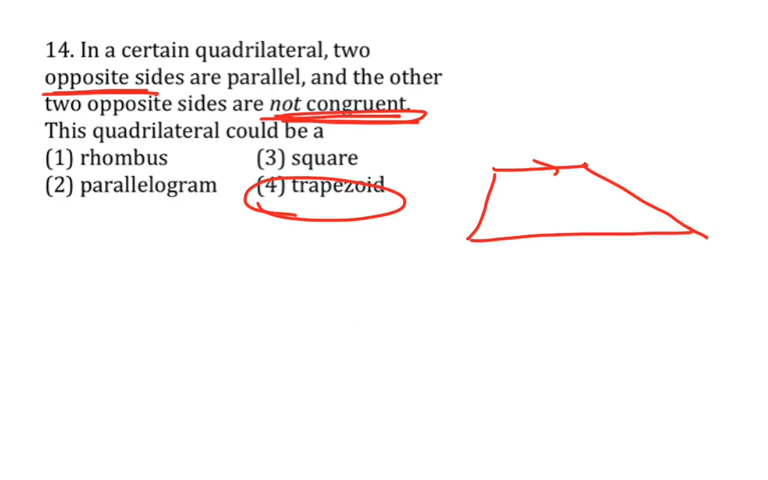 14. In a certain quadrilateral, two
opposite sides are parallel, and the other
two opposite sides are not congruent.
This quadrilateral could be a
(1) rhombus (3) square
(2) parallelogram (4) trapezoid